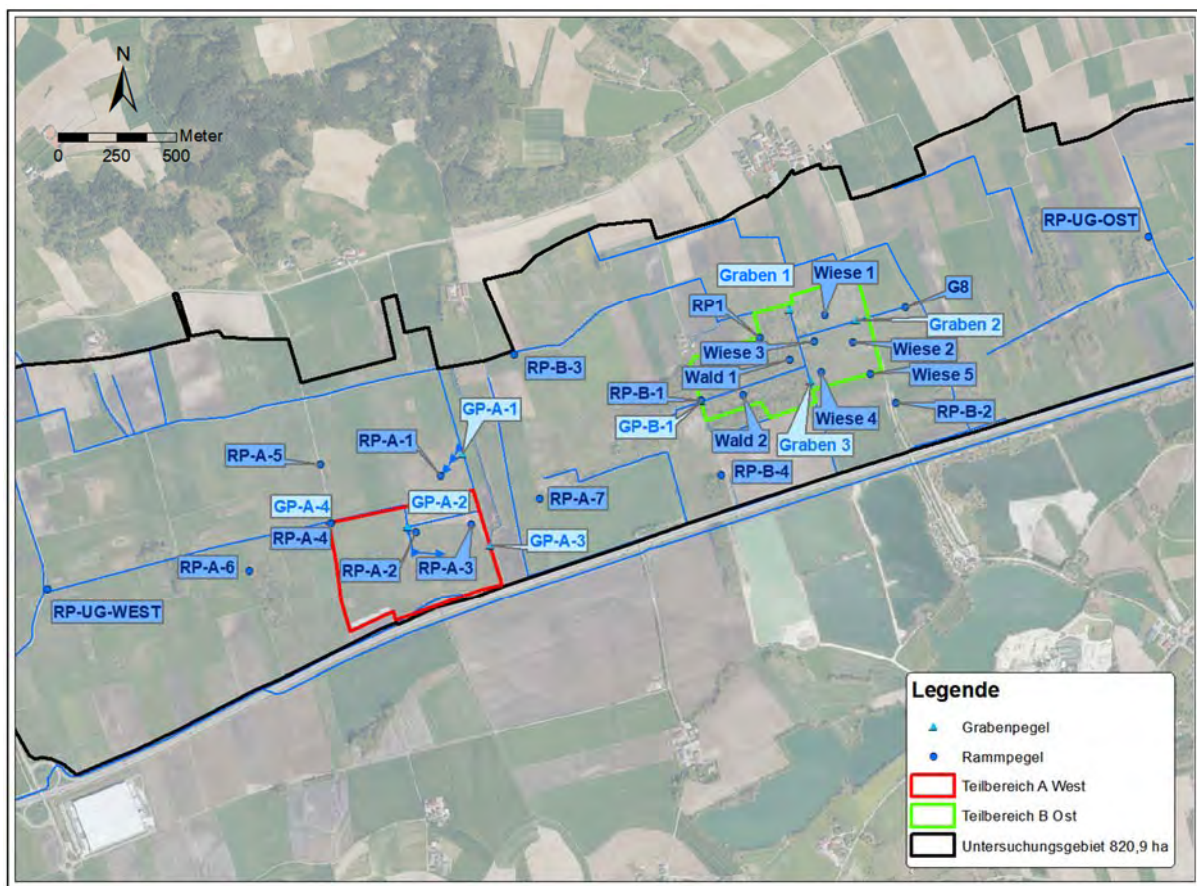 N
Meter
0 250 500
RP-UG-OST
Graben 1
Wiese 1
G8
RP1
Graben 2
Wiese 3
Wiese 2
RP-B-3
Wald 1
Wiese 5
RP-B-1
GP-A-1
GP-B-1
Wiese 4
RP-B-2
RP-A-1
Wald 2
Graben 3
RP-A-5
RP-B-4
GP-A-4
GP-A-2
RP-A-7
RP-A-4
GP-A-3
RP-A-6
RP-A-2
RP-A-3
RP-UG-WEST
Legende
Grabenpegel
Rammpegel
Teilbereich A West
Teilbereich B Ost
Untersuchungsgebiet 820,9 ha